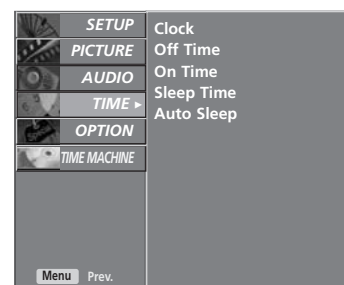 SETUP
PICTURE
AUDIO
TIME ▸
OPTION
TIME MACHINE
Clock
Off Time
On Time
Sleep Time
Auto Sleep
Menu Prev.